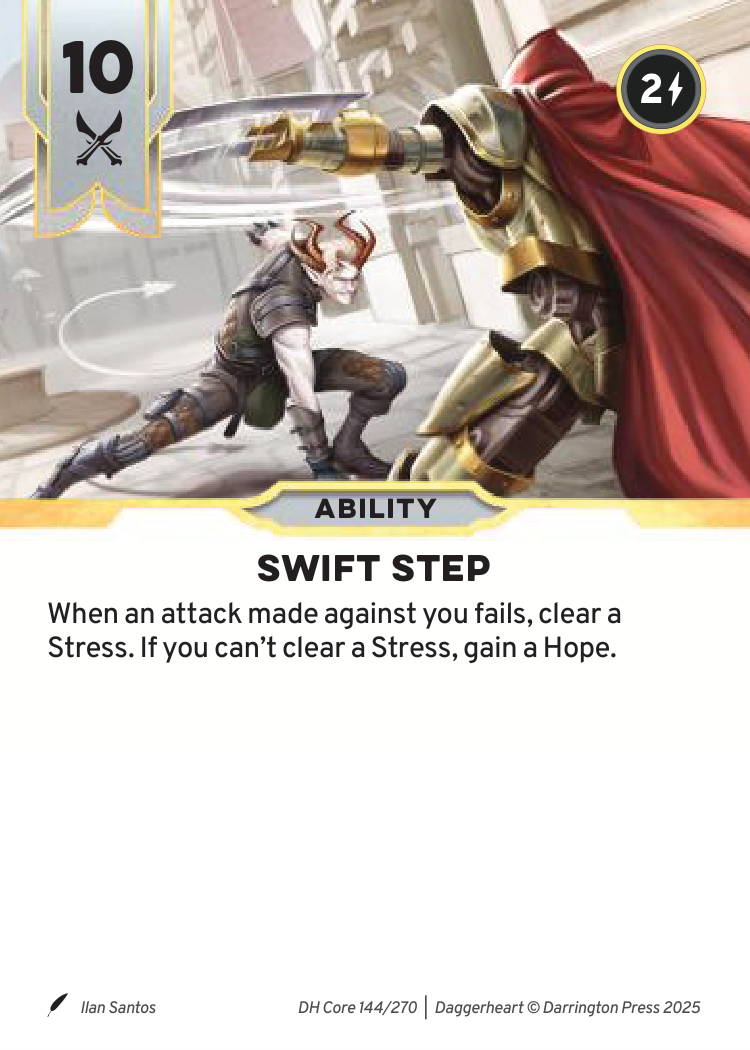 10
2
ABILITY
SWIFT STEP
When an attack made against you fails, clear a
Stress. If you can’t clear a Stress, gain a Hope.
Ilan Santos
DH Core 144/270 | Daggerheart © Darrington Press 2025